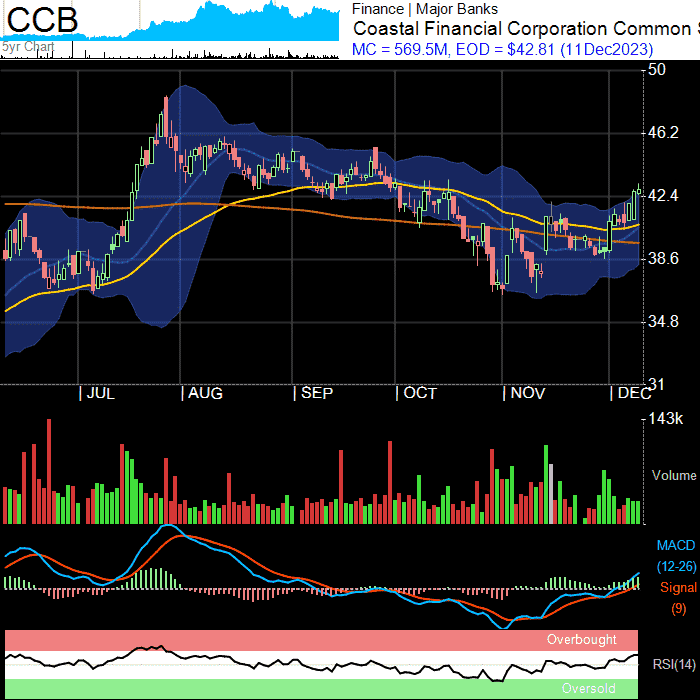 CCB
5yr Chart
Finance | Major Banks
Coastal Financial Corporation Common
MC = 569.5M, EOD = $42.81 (11Dec2023)
50
46.2
42.4
38.6
34.8
31
JUL AUG SEP OCT NOV DEC
143k
Volume
MACD
(12-26)
Signal
(9)
Overbought
RSI(14)
Oversold